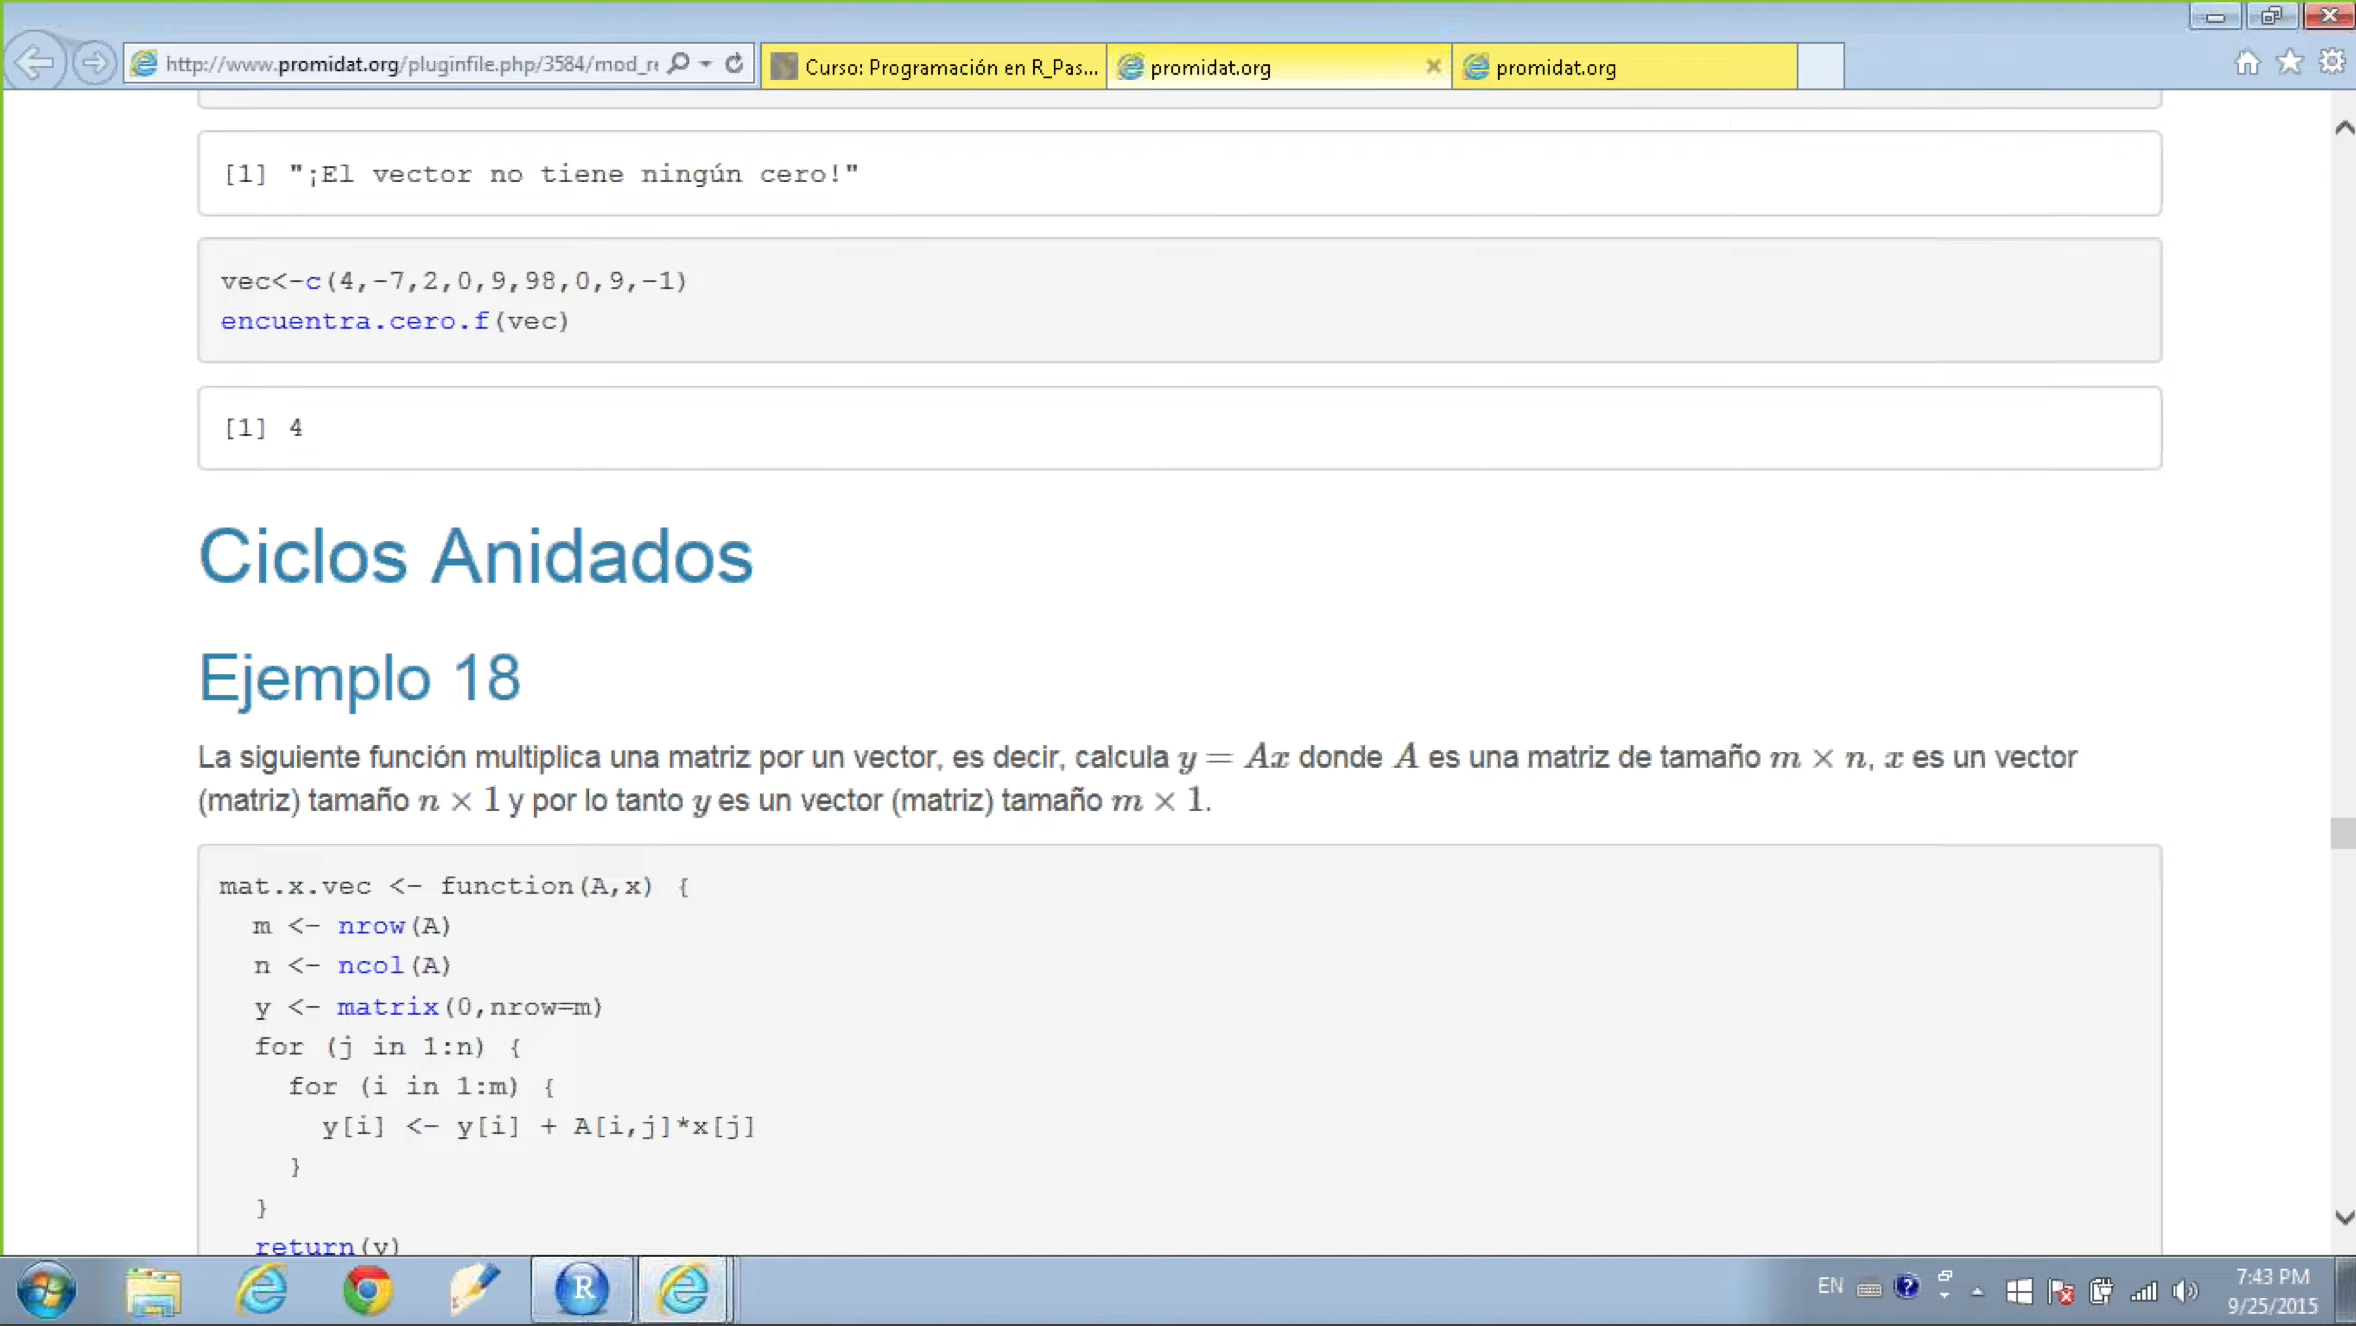 http://www.promidat.org/pluginfile.php/3584/mod_re
Curso: Programación en R_Pas...
promidat.org
promidat.org
[1] "¡El vector no tiene ningún cero!"
vec<-c(4,-7,2,0,9,98,0,9,-1)
encuentra.cero.f(vec)
[1] 4
Ciclos Anidados
Ejemplo 18
La siguiente función multiplica una matriz por un vector, es decir, calcula y = Ax donde A es una matriz de tamaño m × n, x es un vector
(matriz) tamaño n × 1 y por lo tanto y es un vector (matriz) tamaño m × 1.
mat.x.vec <- function(A,x) {
m <- nrow(A)
n <- ncol(A)
y <- matrix(0,nrow=m)
for (j in 1:n) {
for (i in 1:m) {
y[i] <- y[i] + A[i,j]*x[j]
}
}
return(y)
EN
7:43 PM
9/25/2015